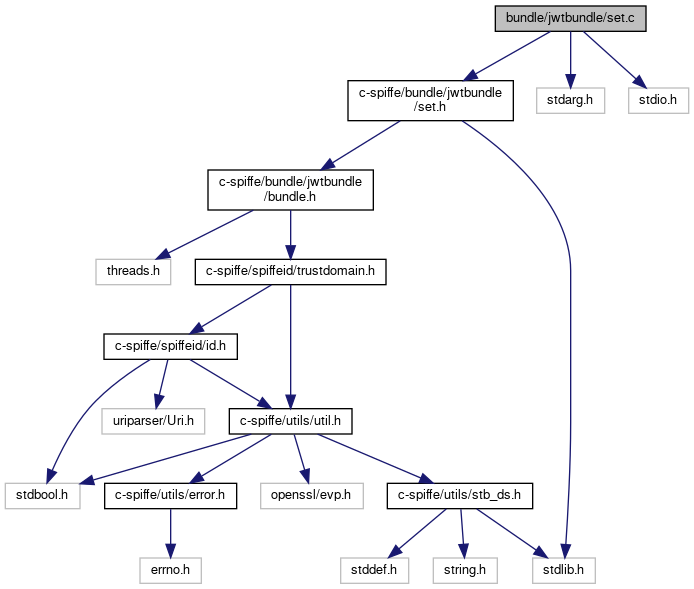 bundle/jwtbundle/set.c
c-spiffe/bundle/jwtbundle
/set.h
stdarg.h
stdio.h
c-spiffe/bundle/jwtbundle
/bundle.h
threads.h
c-spiffe/spiffeid/trustdomain.h
c-spiffe/spiffeid/id.h
uriparser/Uri.h
c-spiffe/utils/util.h
stdbool.h
c-spiffe/utils/error.h
openssl/evp.h
c-spiffe/utils/stb_ds.h
errno.h
stddef.h
string.h
stdlib.h